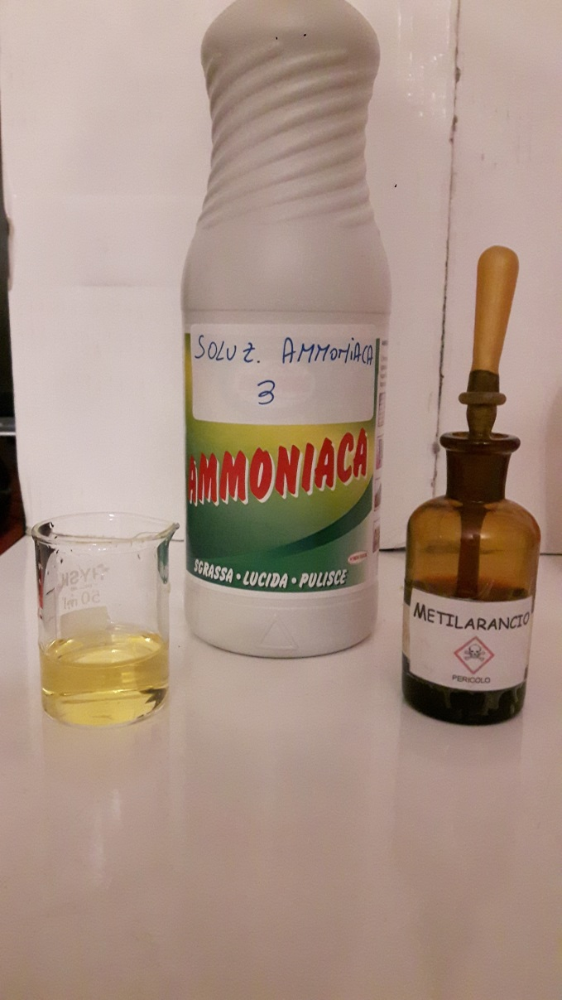 SOLUZ. AMMONIACA
3
AMMONIACA
SGRASSA • LUCIDA • PULISCE
50 ml
METILARANCIO
PERICOLO